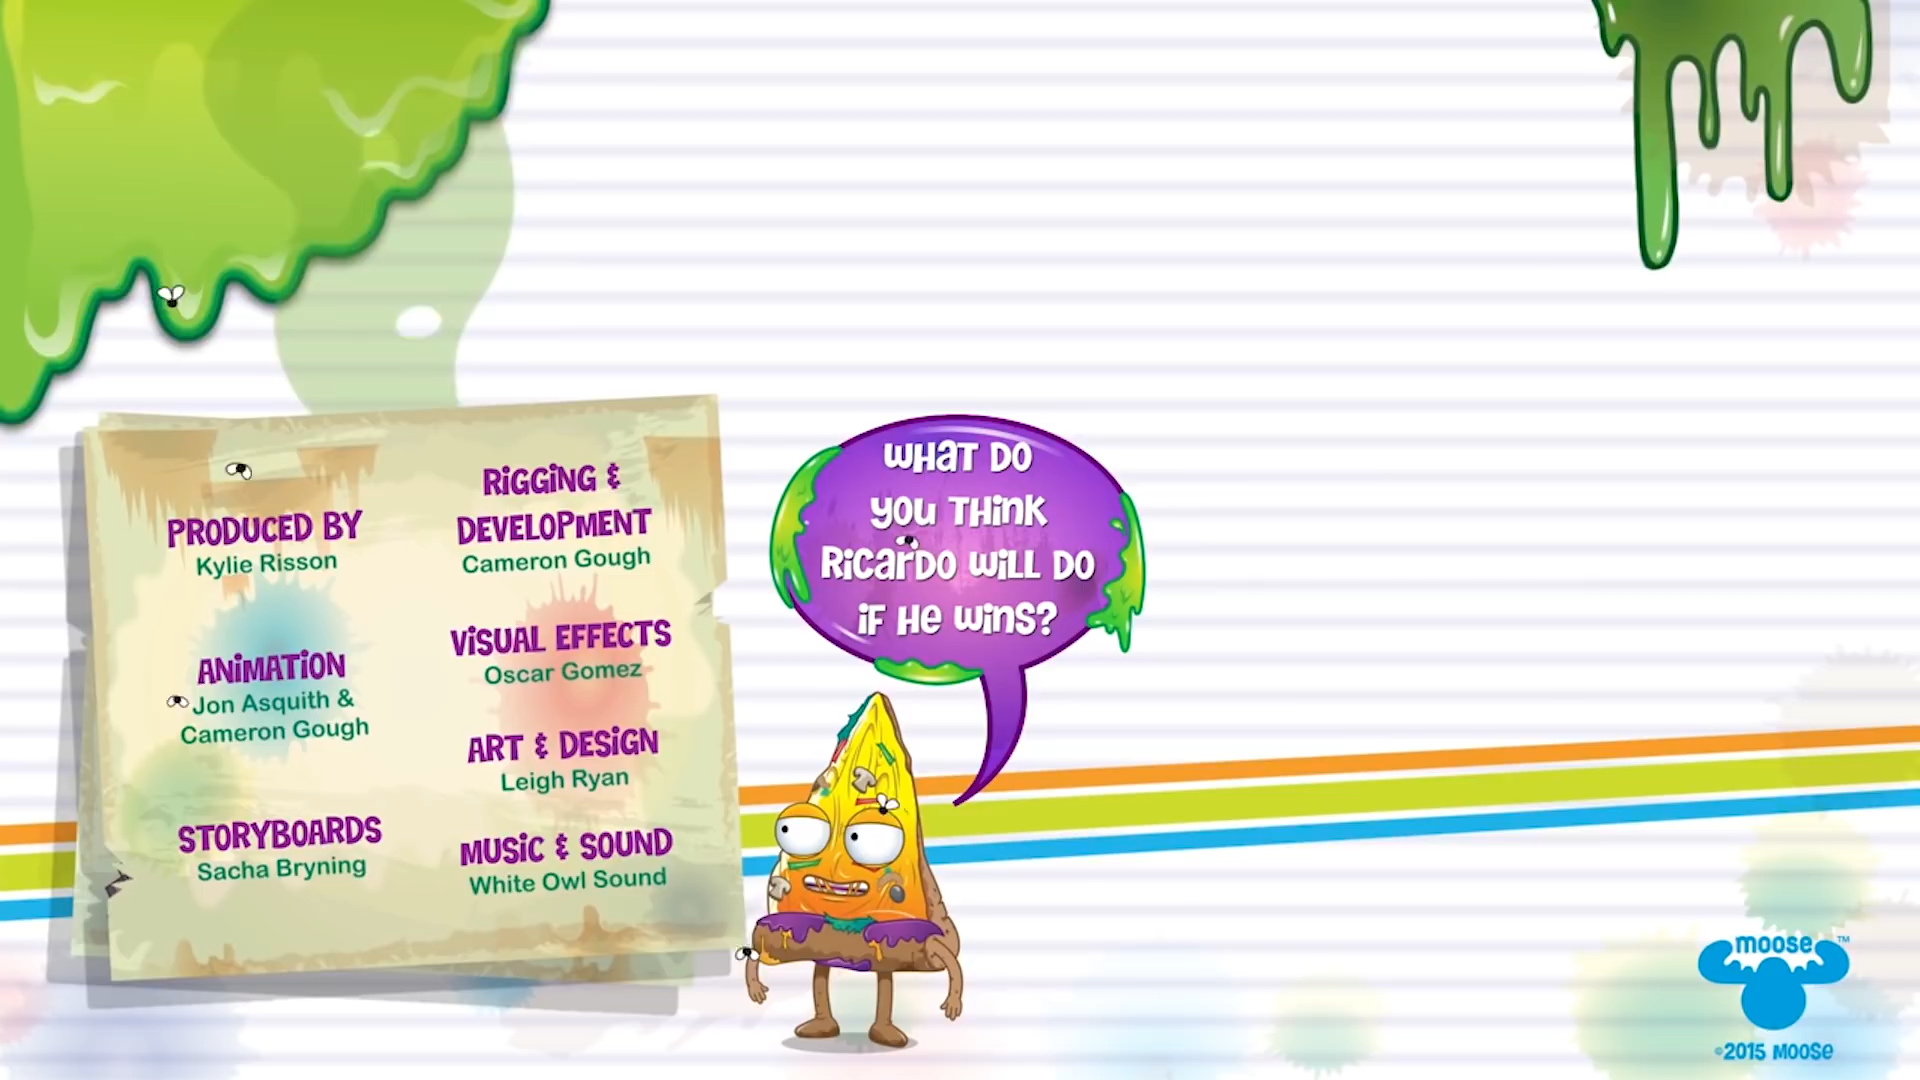 PRODUCED BY
Kylie Risson
ANiMATiON
Jon Asquith &
Cameron Gough
STORYBOARDS
Sacha Bryning
RiGGiNG &
DEVELOPMENT
Cameron Gough
ViSUAL EFFECTS
Oscar Gomez
ART & DESiGN
Leigh Ryan
MUSiC & SOUND
White Owl Sound
WHAT DO
YOU THiNK
RiCARDO WiLL DO
iF HE WiNS?
moose™
©2015 MOOSE